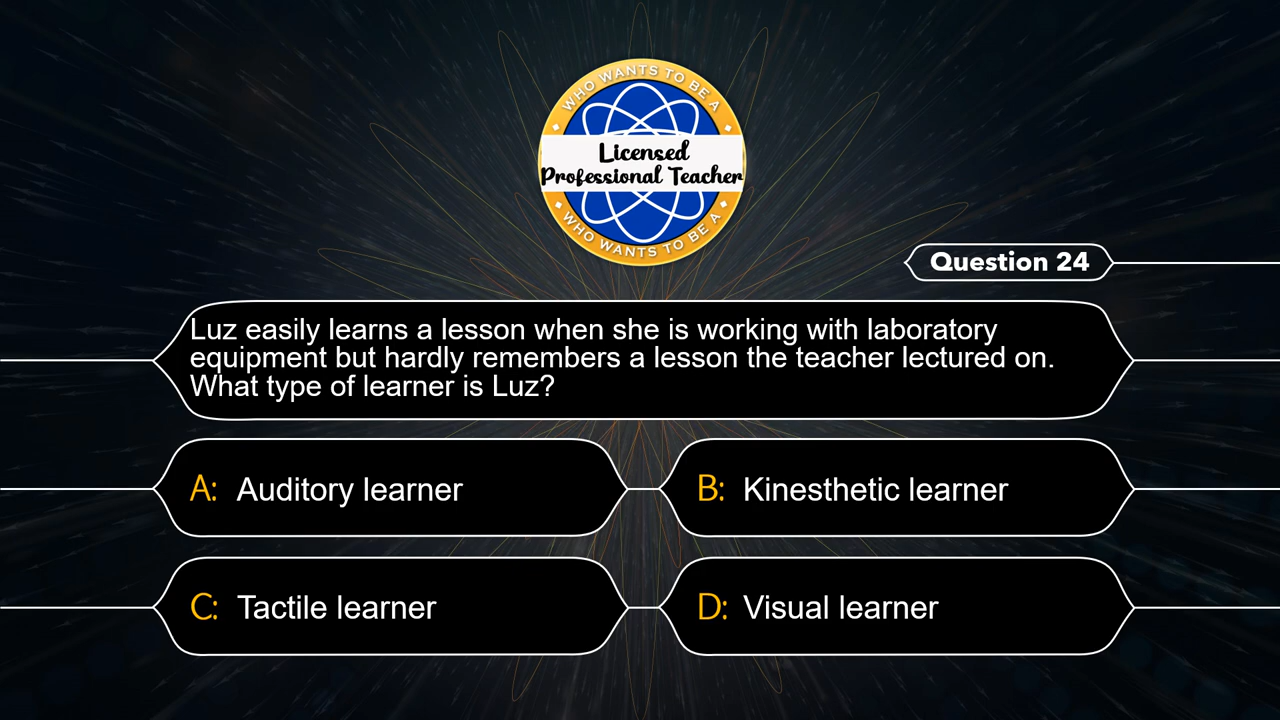 WHO WANTS TO BE A
Licensed
Professional Teacher
WHO WANTS TO BE A
Question 24
Luz easily learns a lesson when she is working with laboratory
equipment but hardly remembers a lesson the teacher lectured on.
What type of learner is Luz?
A: Auditory learner
B: Kinesthetic learner
C: Tactile learner
D: Visual learner